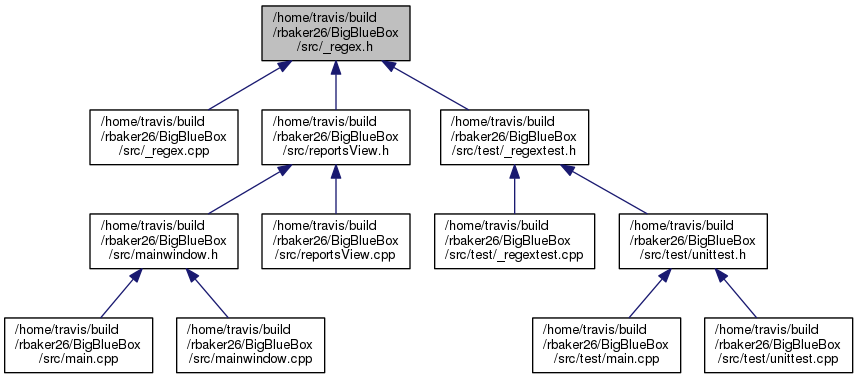 /home/travis/build
/rbaker26/BigBlueBox
/src/_regex.h
/home/travis/build
/rbaker26/BigBlueBox
/src/_regex.cpp
/home/travis/build
/rbaker26/BigBlueBox
/src/reportsView.h
/home/travis/build
/rbaker26/BigBlueBox
/src/test/_regextest.h
/home/travis/build
/rbaker26/BigBlueBox
/src/mainwindow.h
/home/travis/build
/rbaker26/BigBlueBox
/src/reportsView.cpp
/home/travis/build
/rbaker26/BigBlueBox
/src/test/_regextest.cpp
/home/travis/build
/rbaker26/BigBlueBox
/src/test/unittest.h
/home/travis/build
/rbaker26/BigBlueBox
/src/main.cpp
/home/travis/build
/rbaker26/BigBlueBox
/src/mainwindow.cpp
/home/travis/build
/rbaker26/BigBlueBox
/src/test/main.cpp
/home/travis/build
/rbaker26/BigBlueBox
/src/test/unittest.cpp